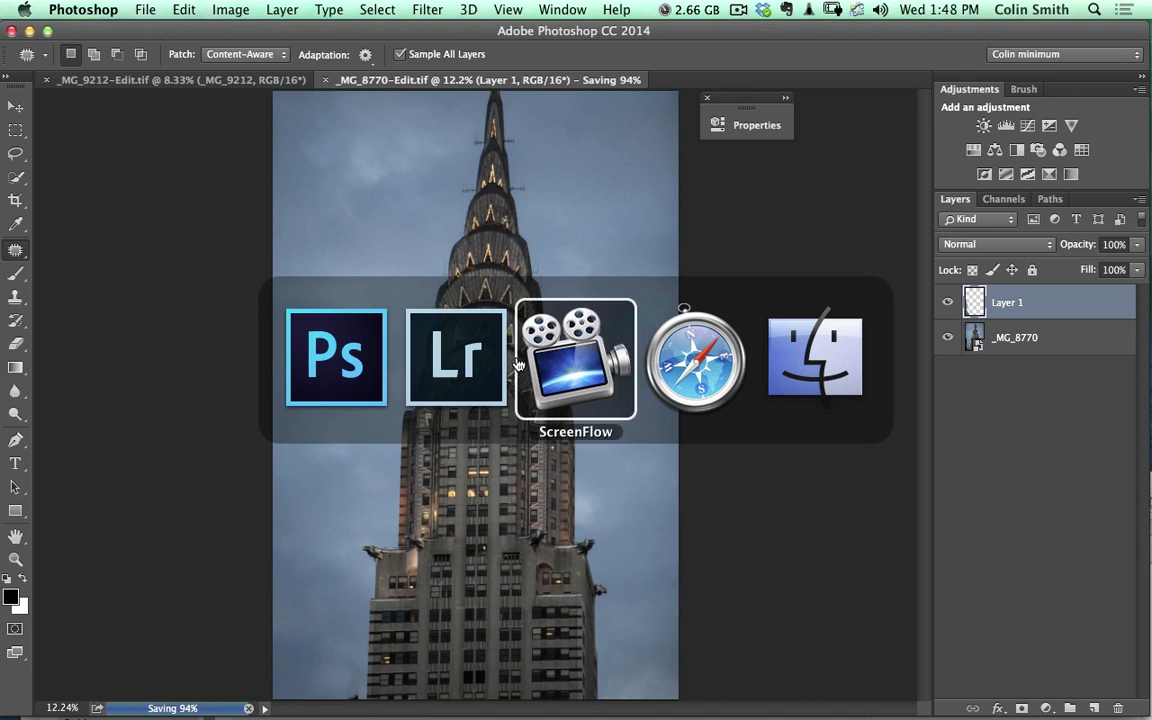 Photoshop File Edit Image Layer Type Select Filter 3D View Window Help 2.66 GB Wed 1:48 PM Colin Smith
Adobe Photoshop CC 2014
Patch: Content-Aware Adaptation: Sample All Layers Colin minimum
_MG_9212-Edit.tif @ 8.33% (_MG_9212, RGB/16*) _MG_8770-Edit.tif @ 12.2% (Layer 1, RGB/16*) - Saving 94%
Adjustments Brush
Add an adjustment
Properties
Layers Channels Paths
Kind
Normal Opacity: 100%
Lock: Fill: 100%
Layer 1
_MG_8770
Ps Lr
ScreenFlow
12.24% Saving 94%